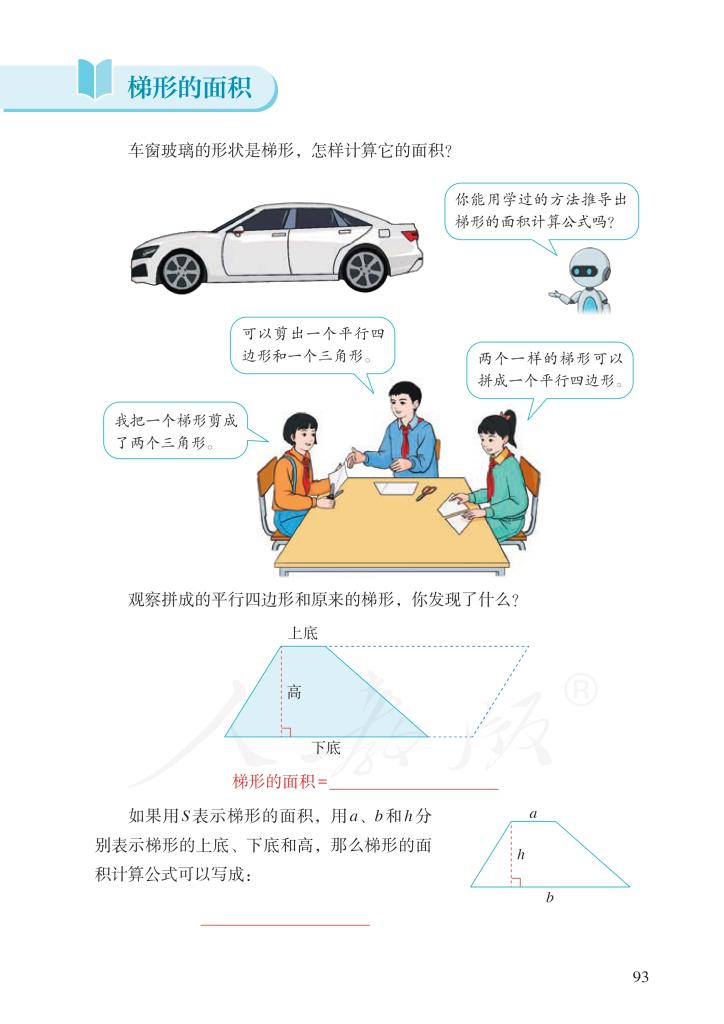 梯形的面积
车窗玻璃的形状是梯形，怎样计算它的面积？
你能用学过的方法推导出
梯形的面积计算公式吗？
可以剪出一个平行四
边形和一个三角形。
两个一样的梯形可以
拼成一个平行四边形。
我把一个梯形剪成
了两个三角形。
观察拼成的平行四边形和原来的梯形，你发现了什么？
上底
高
下底
人教版®
梯形的面积=
如果用S表示梯形的面积，用a、b和h分
别表示梯形的上底、下底和高，那么梯形的面
积计算公式可以写成：
a
h
b
93